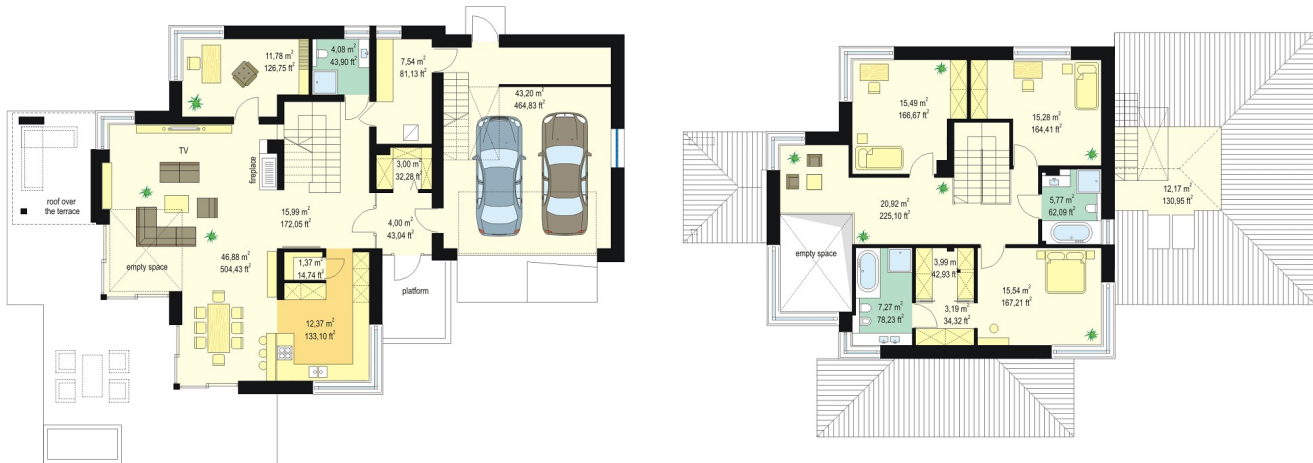 11,78 m²
126,75 ft²
4,08 m²
43,90 ft²
7,54 m²
81,13 ft²
43,20 m²
464,83 ft²
TV
fireplace
3,00 m²
32,28 ft²
roof over
the terrace
15,99 m²
172,05 ft²
4,00 m²
43,04 ft²
46,88 m²
504,43 ft²
empty space
1,37 m²
14,74 ft²
platform
12,37 m²
133,10 ft²
15,49 m²
166,67 ft²
15,28 m²
164,41 ft²
20,92 m²
225,10 ft²
5,77 m²
62,09 ft²
12,17 m²
130,95 ft²
empty space
3,99 m
42,93 ft²
7,27 m²
78,23 ft²
3,19 m²
34,32 ft²
15,54 m²
167,21 ft²